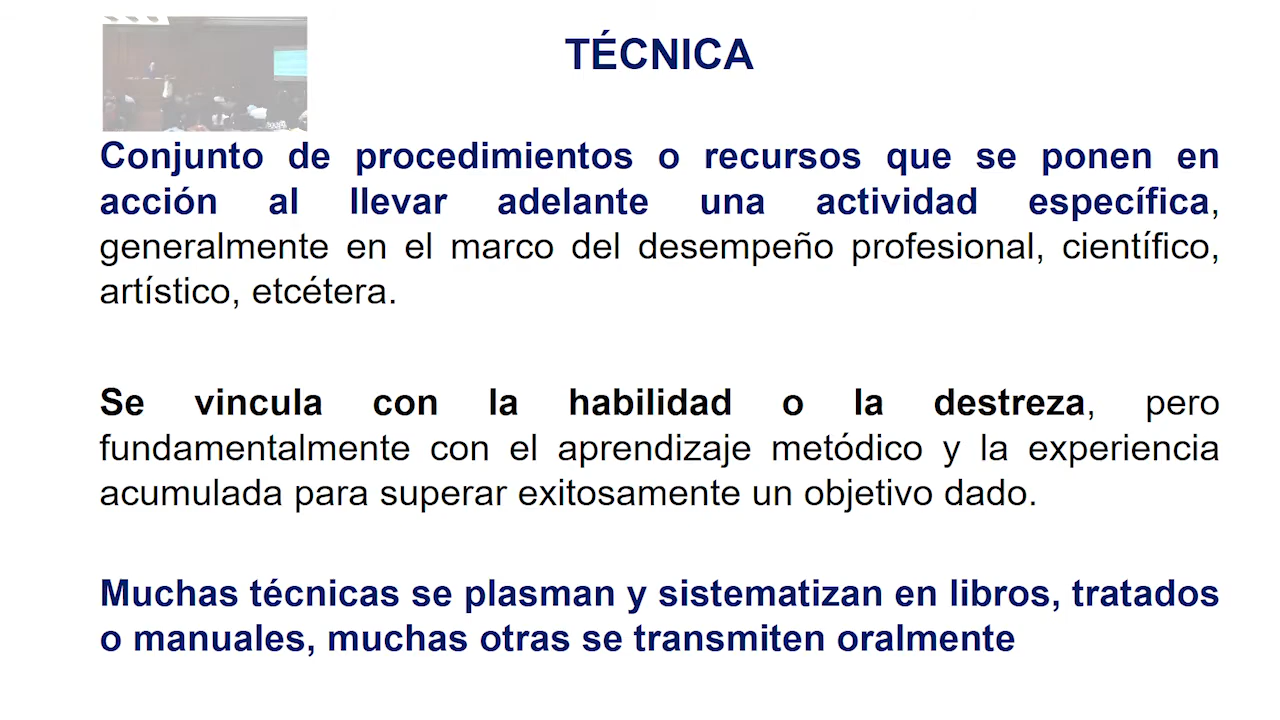 TÉCNICA
Conjunto de procedimientos o recursos que se ponen en
acción al llevar adelante una actividad específica,
generalmente en el marco del desempeño profesional, científico,
artístico, etcétera.
Se vincula con la habilidad o la destreza, pero
fundamentalmente con el aprendizaje metódico y la experiencia
acumulada para superar exitosamente un objetivo dado.
Muchas técnicas se plasman y sistematizan en libros, tratados
o manuales, muchas otras se transmiten oralmente